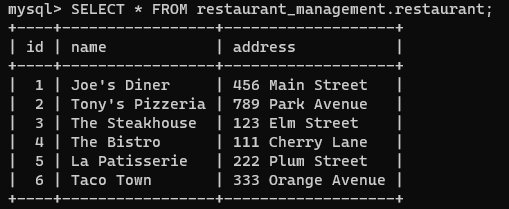 mysql> SELECT * FROM restaurant_management.restaurant;
+----+-----------------+-------------------+
| id | name            | address           |
+----+-----------------+-------------------+
|  1 | Joe's Diner     | 456 Main Street   |
|  2 | Tony's Pizzeria | 789 Park Avenue   |
|  3 | The Steakhouse  | 123 Elm Street    |
|  4 | The Bistro      | 111 Cherry Lane   |
|  5 | La Patisserie   | 222 Plum Street   |
|  6 | Taco Town       | 333 Orange Avenue |
+----+-----------------+-------------------+